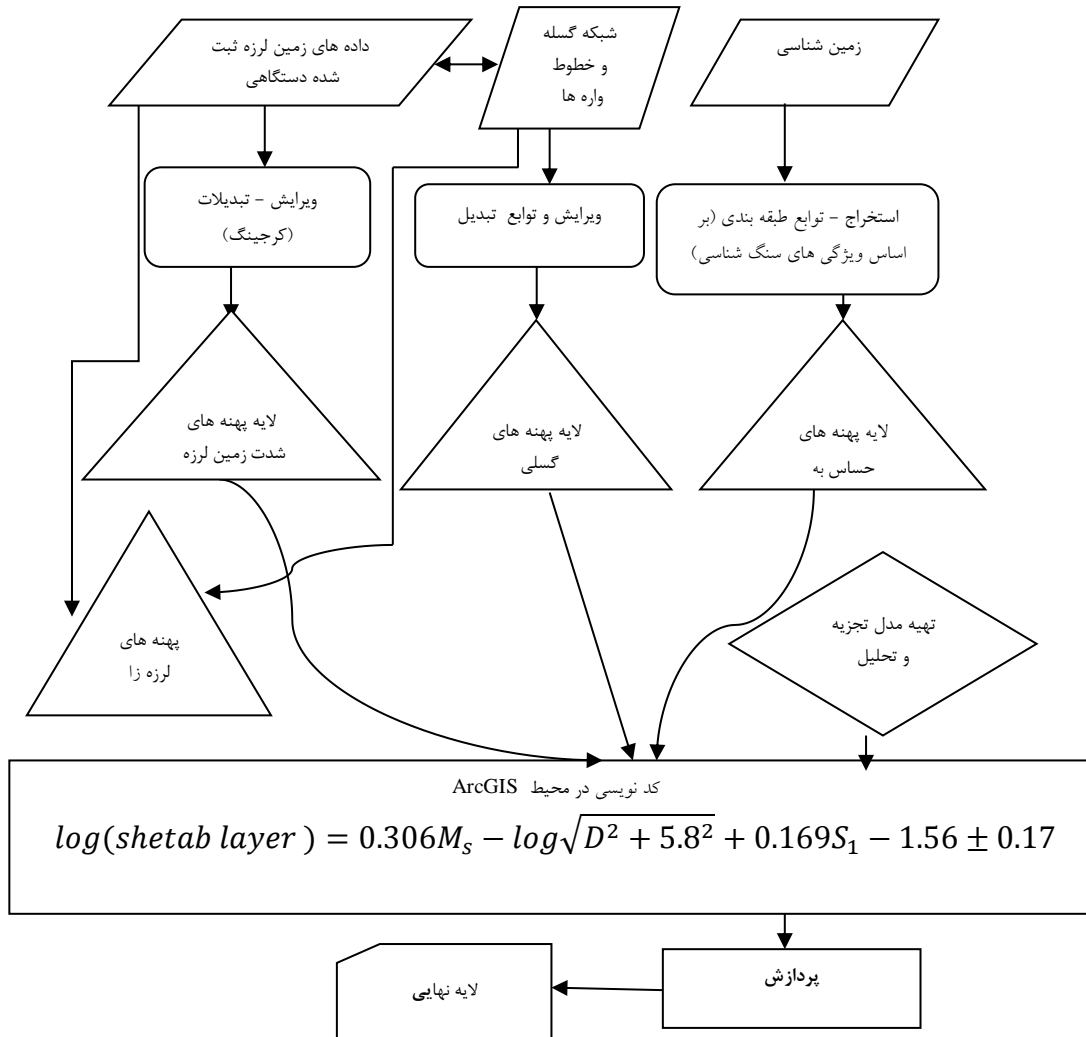 داده های زمین لرزه ثبت
شده دستگاهی
شبکه گسله
و خطوط
واره ها
زمین شناسی
ویرایش – تبدیلات
(کرجینگ)
ویرایش و توابع تبدیل
استخراج – توابع طبقه بندی (بر
اساس ویژگی های سنگ شناسی)
لایه پهنه های
شدت زمین لرزه
لایه پهنه های
گسلی
لایه پهنه های
حساس به
پهنه های
لرزه زا
تهیه مدل تجزیه
و تحلیل
کد نویسی در محیط ArcGIS
log(shetab layer ) = 0.306M_s − log√(D² + 5.8²) + 0.169S_1 − 1.56 ± 0.17
پردازش
لایه نهایی